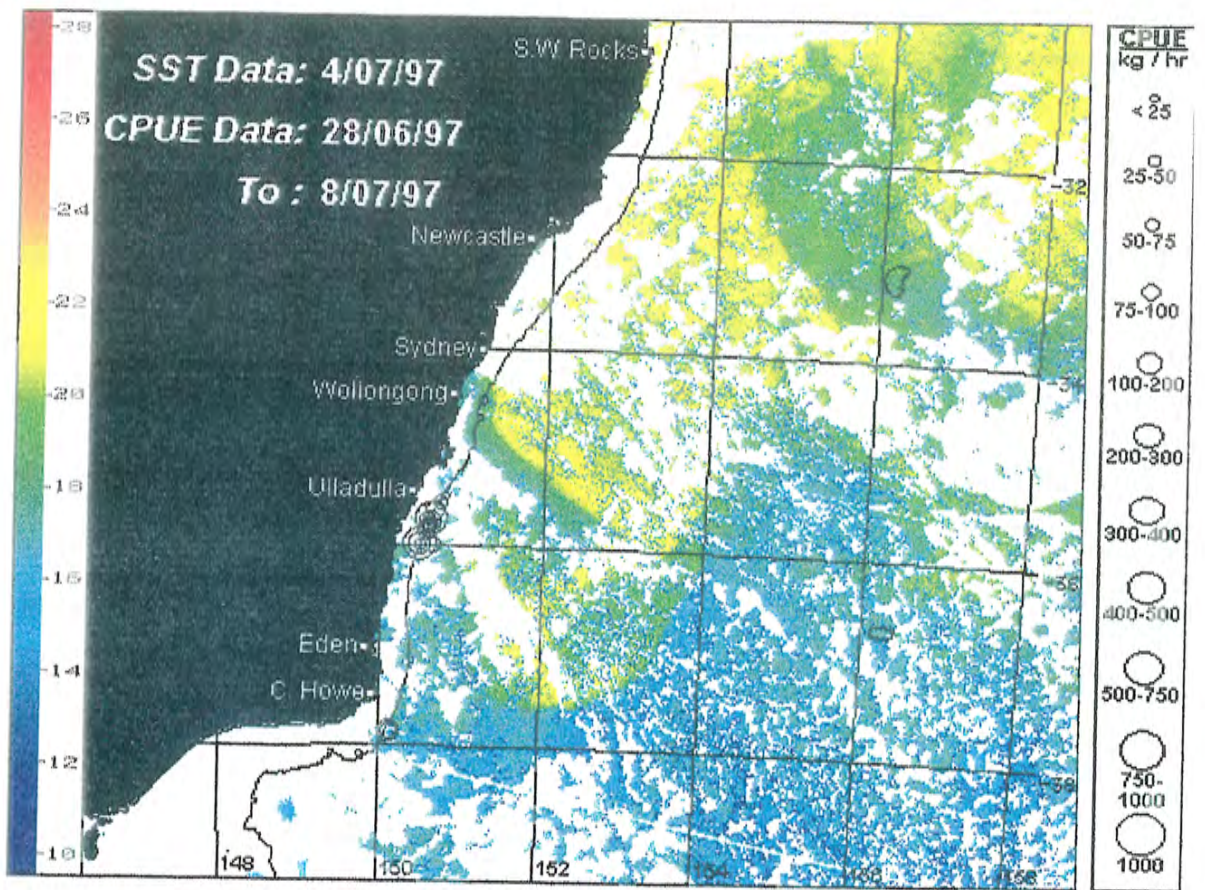 SST Data: 4/07/97
CPUE Data: 28/06/97
To : 8/07/97
S.W. Rocks
Newcastle
Sydney
Wollongong
Ulladulla
Eden
C. Howe
-28
-26
-24
-22
-20
-18
-16
-14
-12
-10
-32
-34
-36
-38
148
150
152
154
156
158
CPUE
kg / hr
< 25
25-50
50-75
75-100
100-200
200-300
300-400
400-500
500-750
750-
1000
1000